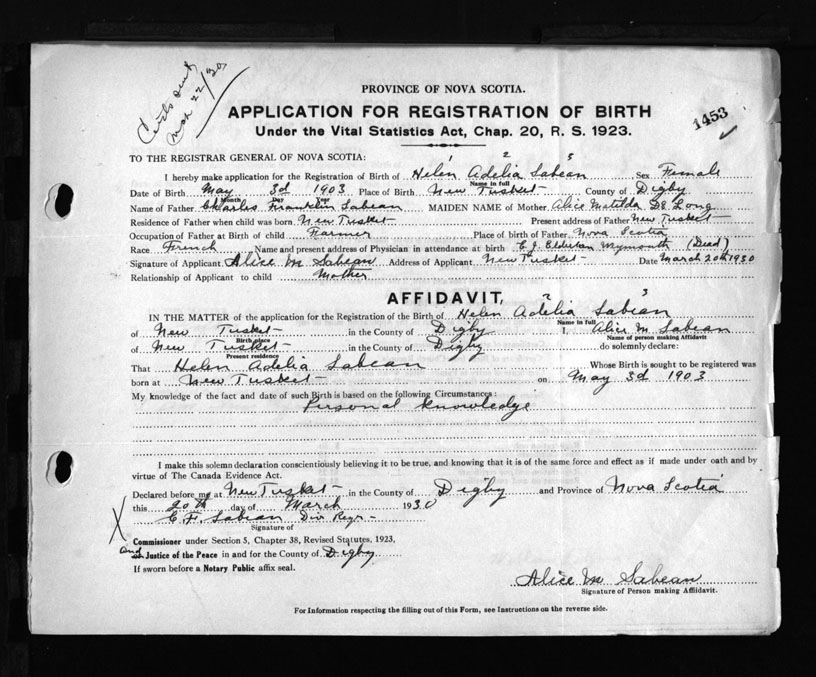 Certs sent
Mch 22/30
1453
PROVINCE OF NOVA SCOTIA.
APPLICATION FOR REGISTRATION OF BIRTH
Under the Vital Statistics Act, Chap. 20, R. S. 1923.
TO THE REGISTRAR GENERAL OF NOVA SCOTIA:
1 2 3
I hereby make application for the Registration of Birth of Helen Adelia Sabean Sex Female
Name in full
Date of Birth May 3d 1903 Place of Birth New Tusket County of Digby
Month Day Year
Name of Father Charles Franklin Sabean MAIDEN NAME of Mother Alice Matilda De Long
Residence of Father when child was born New Tusket Present address of Father New Tusket
Occupation of Father at Birth of child Farmer Place of birth of Father Nova Scotia
Race French Name and present address of Physician in attendance at birth E. J. Wymouth (Died)
Signature of Applicant Alice M Sabean Address of Applicant New Tusket Date March 20th 1930
Relationship of Applicant to child Mother
AFFIDAVIT,
2 3
IN THE MATTER of the application for the Registration of the Birth of Helen Adelia Sabean
Name in full
of New Tusket in the County of Digby I, Alice M. Sabean
Birth place Name of person making Affidavit
of New Tusket in the County of Digby do solemnly declare:
Present residence
That Helen Adelia Sabean Whose Birth is sought to be registered was
born at New Tusket on May 3d 1903
My knowledge of the fact and date of such Birth is based on the following Circumstances:
Personal Knowledge
I make this solemn declaration conscientiously believing it to be true, and knowing that it is of the same force and effect as if made under oath and by
virtue of The Canada Evidence Act.
Declared before me at New Tusket in the County of Digby and Province of Nova Scotia
this 20th day of March 1930
C. F. Sabean Div Regr
Signature of
X
Commissioner under Section 5, Chapter 38, Revised Statutes, 1923,
and Justice of the Peace in and for the County of Digby
If sworn before a Notary Public affix seal.
Alice M Sabean
Signature of Person making Affidavit.
For Information respecting the filling out of this Form, see Instructions on the reverse side.